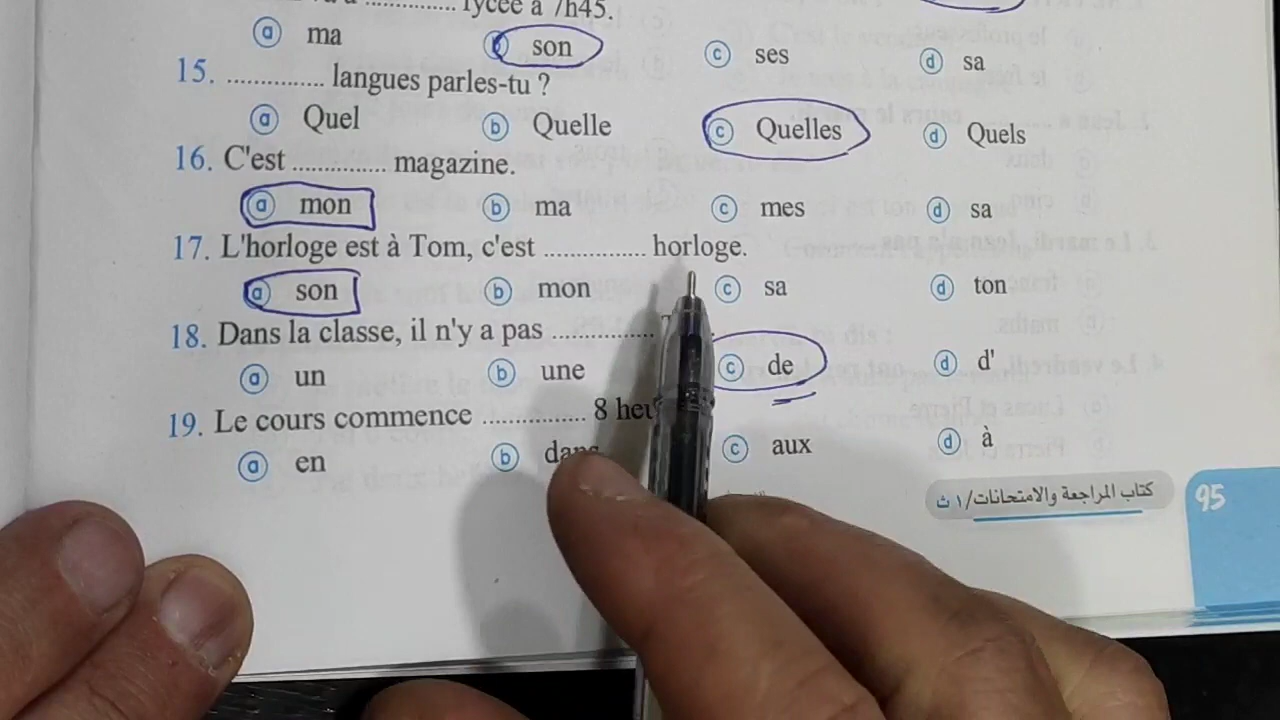 lycée à 7h45.
a ma b son c ses d sa
15. .............. langues parles-tu ?
a Quel b Quelle c Quelles d Quels
16. C'est .............. magazine.
a mon b ma c mes d sa
17. L'horloge est à Tom, c'est .............. horloge.
a son b mon c sa d ton
18. Dans la classe, il n'y a pas ..............
a un b une c de d d'
19. Le cours commence .............. 8
a en b dans c aux d à
كتاب المراجعة والامتحانات/١ ث
95